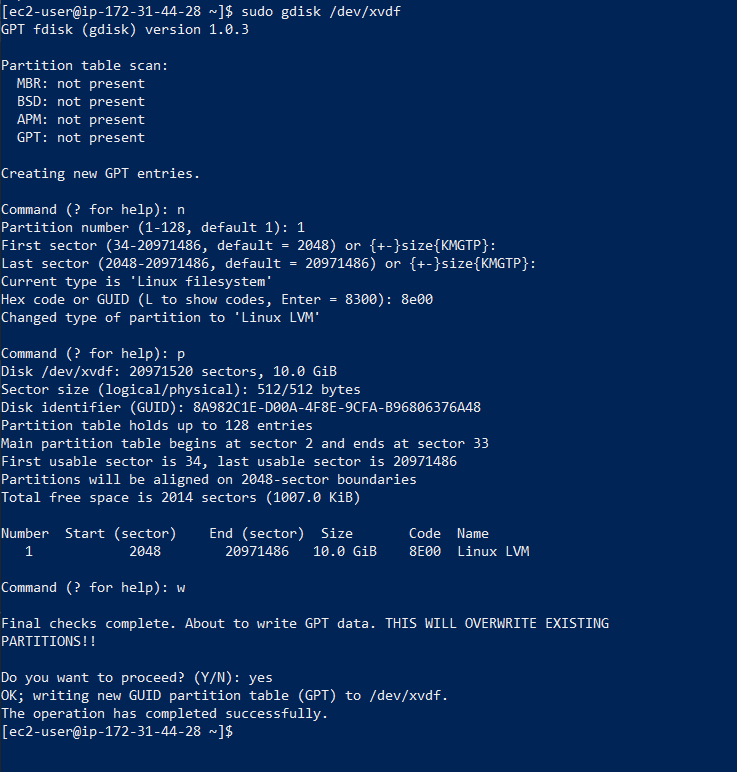 [ec2-user@ip-172-31-44-28 ~]$ sudo gdisk /dev/xvdf
GPT fdisk (gdisk) version 1.0.3
Partition table scan:
  MBR: not present
  BSD: not present
  APM: not present
  GPT: not present
Creating new GPT entries.
Command (? for help): n
Partition number (1-128, default 1): 1
First sector (34-20971486, default = 2048) or {+-}size{KMGTP}:
Last sector (2048-20971486, default = 20971486) or {+-}size{KMGTP}:
Current type is 'Linux filesystem'
Hex code or GUID (L to show codes, Enter = 8300): 8e00
Changed type of partition to 'Linux LVM'
Command (? for help): p
Disk /dev/xvdf: 20971520 sectors, 10.0 GiB
Sector size (logical/physical): 512/512 bytes
Disk identifier (GUID): 8A982C1E-D00A-4F8E-9CFA-B96806376A48
Partition table holds up to 128 entries
Main partition table begins at sector 2 and ends at sector 33
First usable sector is 34, last usable sector is 20971486
Partitions will be aligned on 2048-sector boundaries
Total free space is 2014 sectors (1007.0 KiB)
Number  Start (sector)    End (sector)  Size       Code  Name
   1            2048        20971486   10.0 GiB    8E00  Linux LVM
Command (? for help): w
Final checks complete. About to write GPT data. THIS WILL OVERWRITE EXISTING
PARTITIONS!!
Do you want to proceed? (Y/N): yes
OK; writing new GUID partition table (GPT) to /dev/xvdf.
The operation has completed successfully.
[ec2-user@ip-172-31-44-28 ~]$